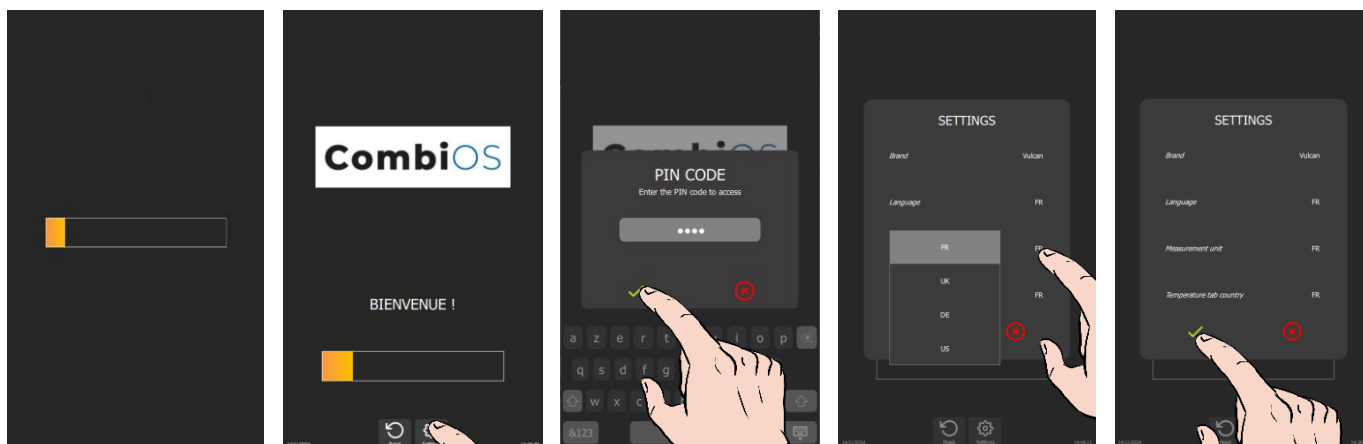 CombiOS
BIENVENUE !
PIN CODE
Enter the PIN code to access
••••
a z e r t i o p
q s d f g
w x c
&123
SETTINGS
Brand Vulcan
Language FR
FR
UK
DE
US
FR
Reset Settings
SETTINGS
Brand Vulcan
Language FR
Measurement unit FR
Temperature tab country FR